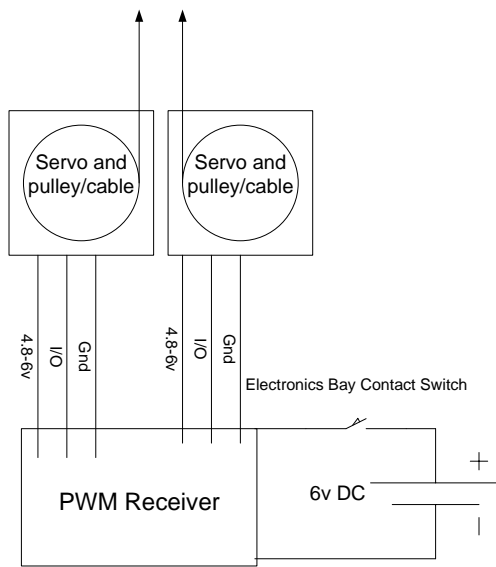 Servo and
pulley/cable
Servo and
pulley/cable
4.8-6v
I/O
Gnd
4.8-6v
I/O
Gnd
Electronics Bay Contact Switch
PWM Receiver
6v DC
+
-